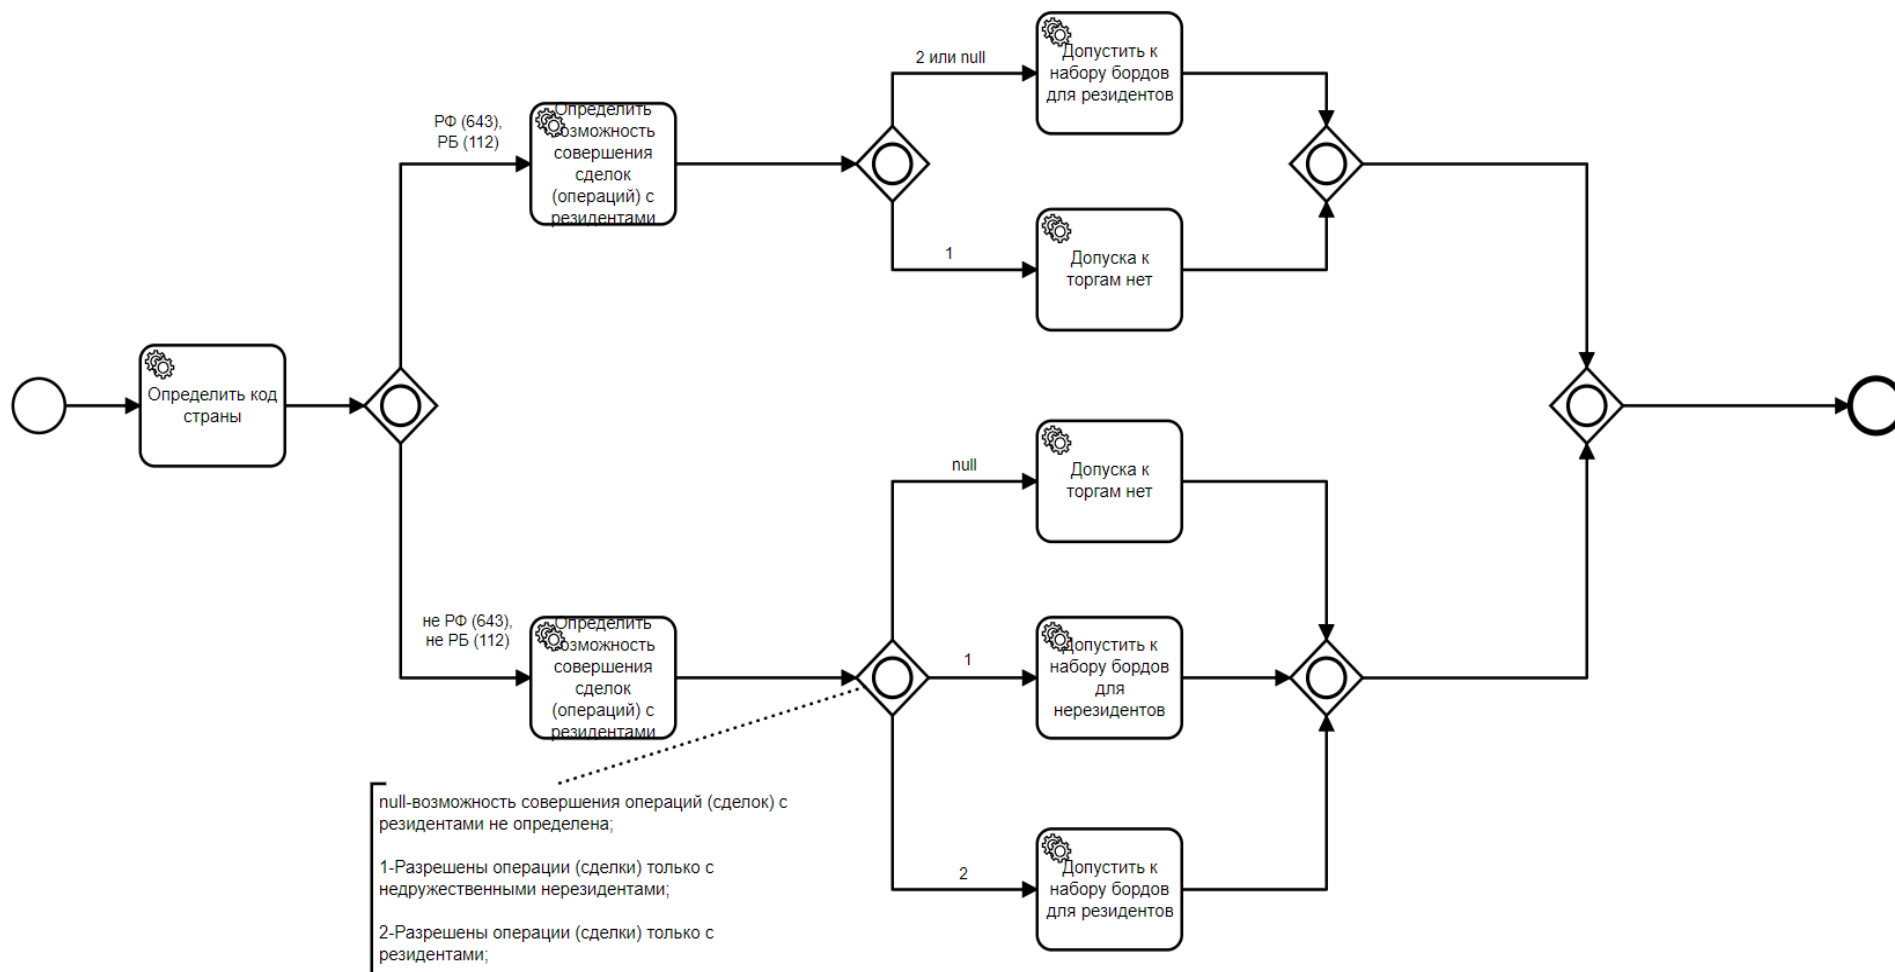 Определить код
страны
РФ (643),
РБ (112)
Определить
возможность
совершения
сделок
(операций) с
резидентами
2 или null
Допустить к
набору бордов
для резидентов
1
Допуска к
торгам нет
не РФ (643),
не РБ (112)
Определить
возможность
совершения
сделок
(операций) с
резидентами
null
Допуска к
торгам нет
1
Допустить к
набору бордов
для
нерезидентов
2
Допустить к
набору бордов
для резидентов
null-возможность совершения операций (сделок) с
резидентами не определена;
1-Разрешены операции (сделки) только с
недружественными нерезидентами;
2-Разрешены операции (сделки) только с
резидентами;